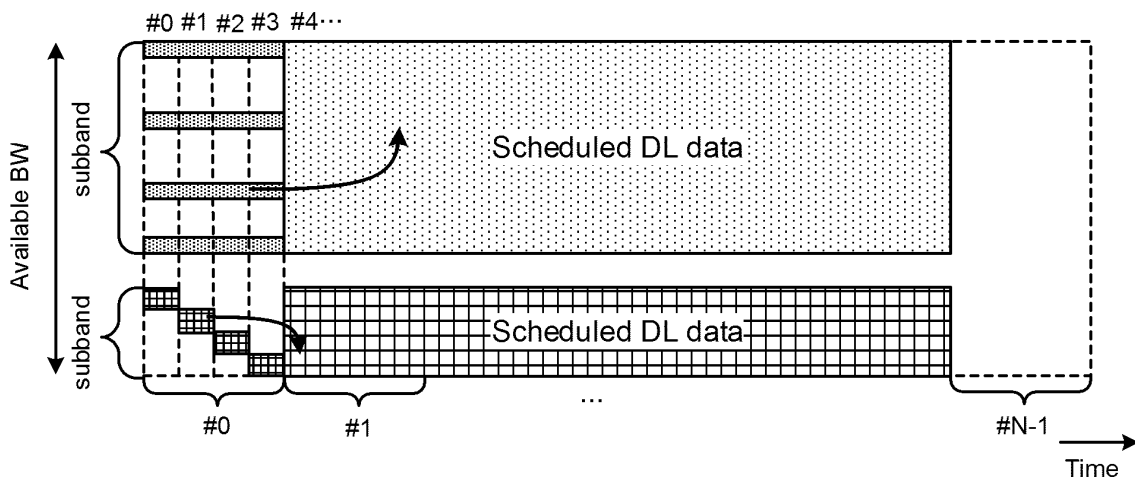 #0 #1 #2 #3 #4...
Available BW
subband
Scheduled DL data
subband
Scheduled DL data
#0
#1
...
#N-1
Time